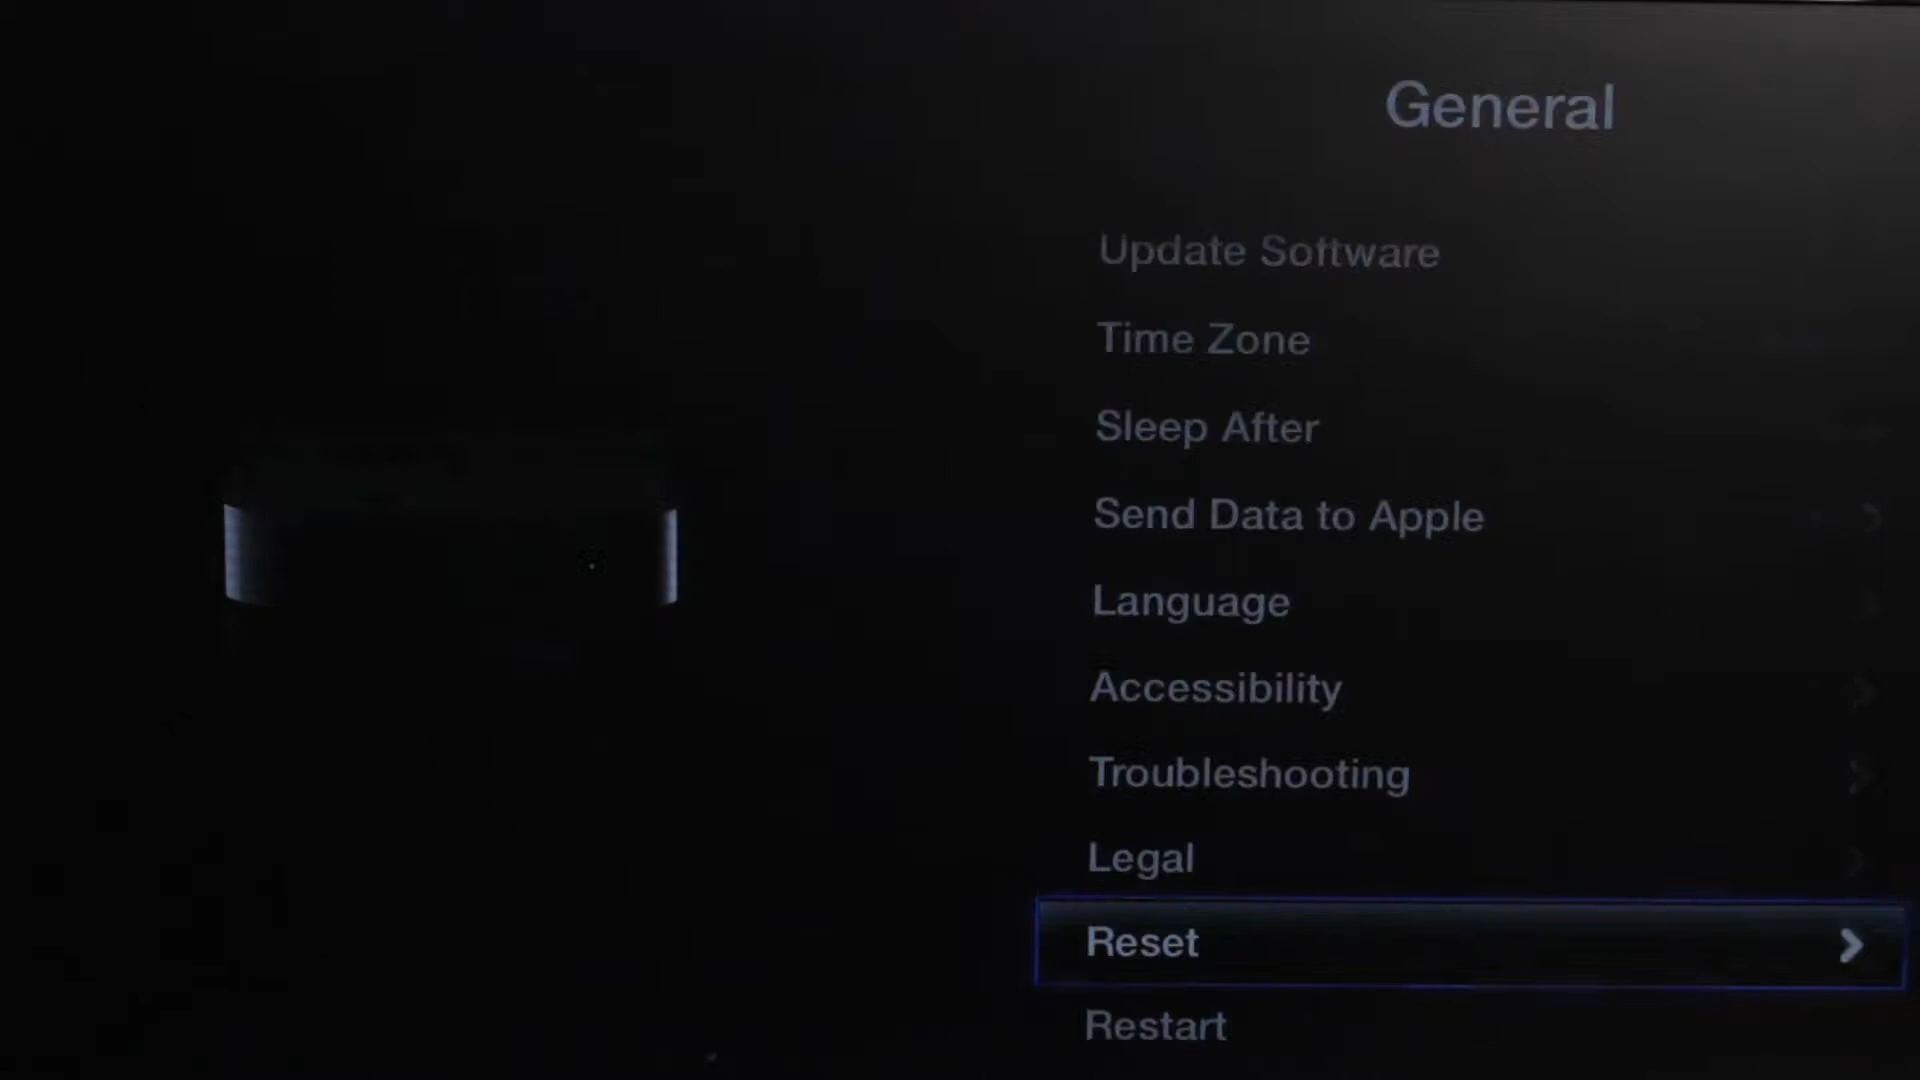 General
Update Software
Time Zone
Sleep After
Send Data to Apple
Language
Accessibility
Troubleshooting
Legal
Reset
Restart